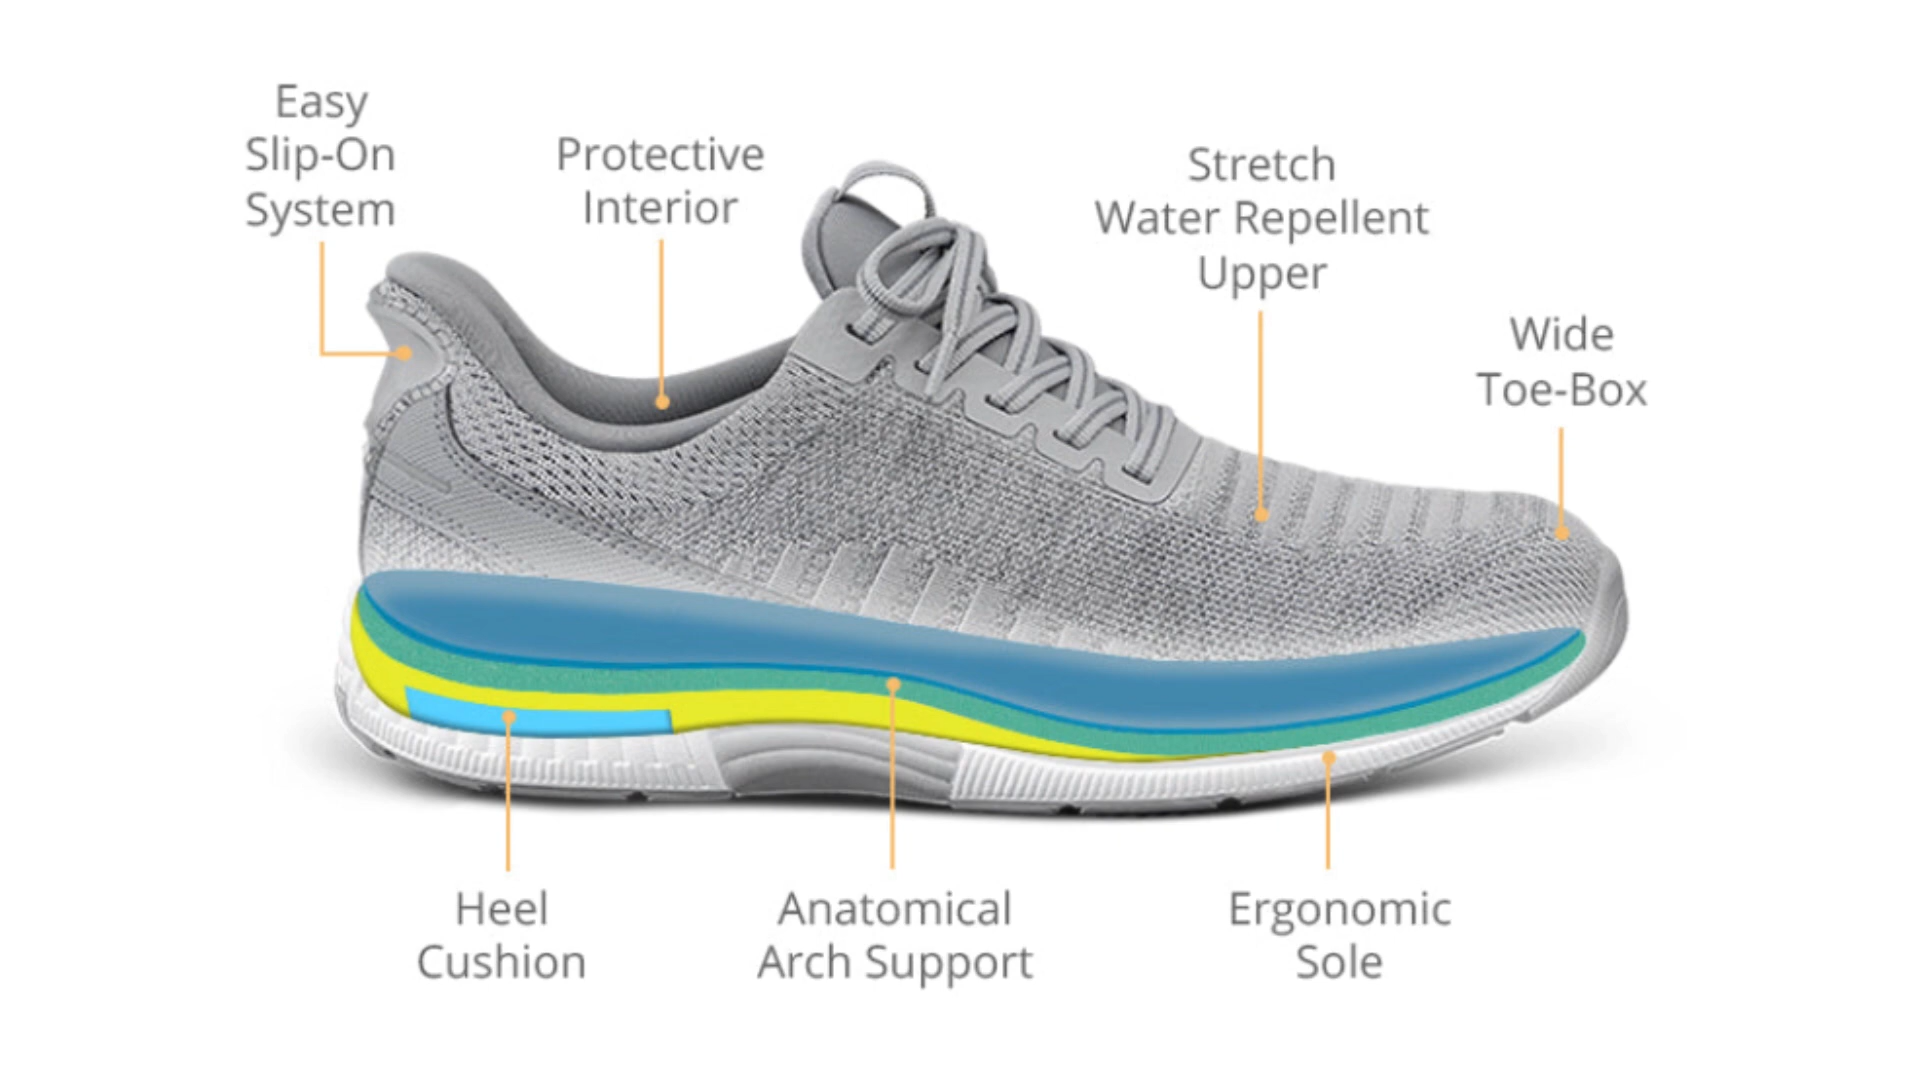 Easy
Slip-On
System
Protective
Interior
Stretch
Water Repellent
Upper
Wide
Toe-Box
Heel
Cushion
Anatomical
Arch Support
Ergonomic
Sole